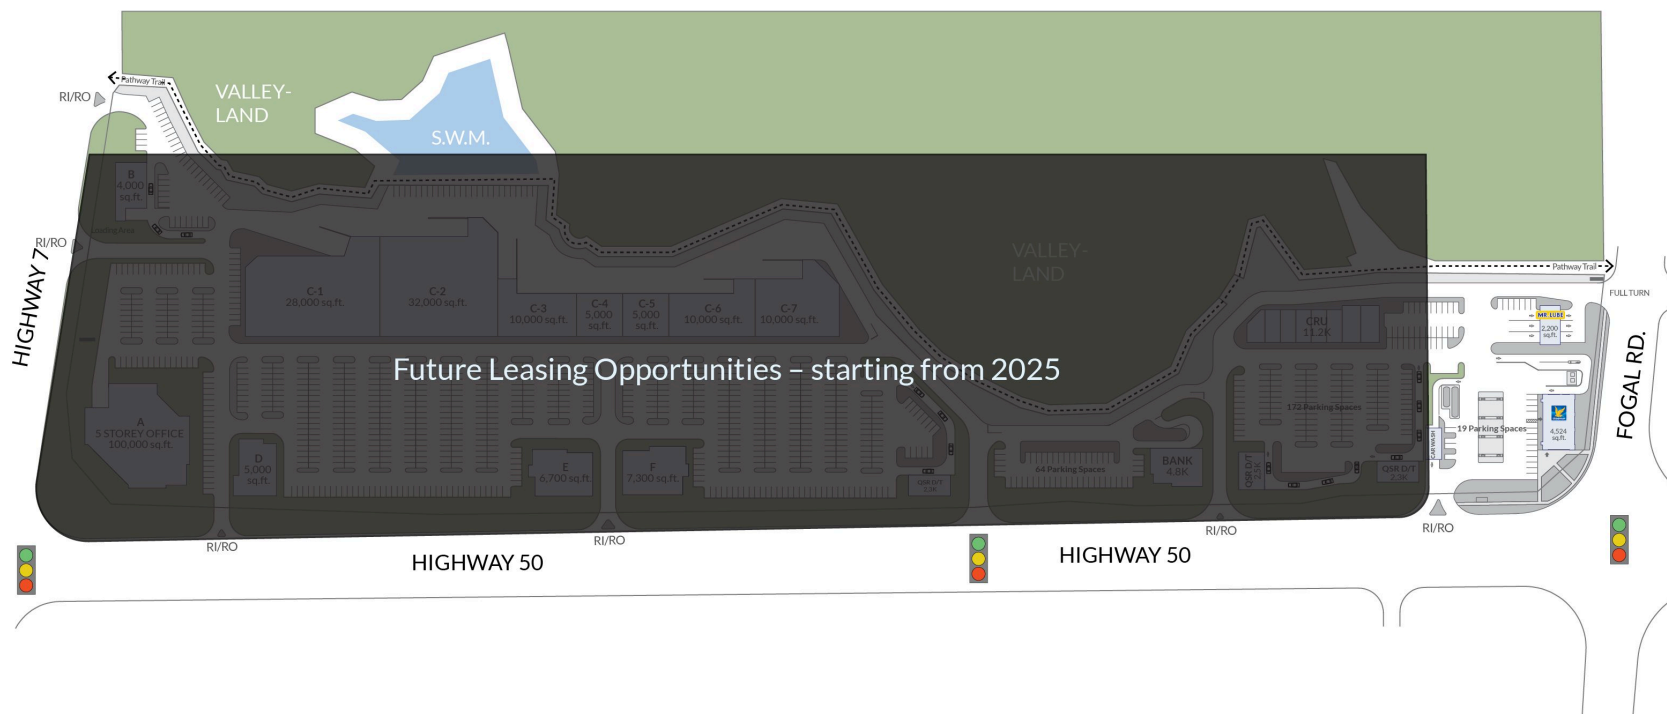 Pathway Trail
RI/RO
VALLEY-
LAND
S.W.M.
B
4,000
sq.ft.
Loading Area
RI/RO
HIGHWAY 7
VALLEY-
LAND
Pathway Trail
FULL TURN
C-1
28,000 sq.ft.
C-2
32,000 sq.ft.
C-3
10,000 sq.ft.
C-4
5,000
sq.ft.
C-5
5,000
sq.ft.
C-6
10,000 sq.ft.
C-7
10,000 sq.ft.
CRU
11.2K
MR LUBE
2,200
sq.ft.
Future Leasing Opportunities – starting from 2025
FOGAL RD.
A
5 STOREY OFFICE
100,000 sq.ft.
172 Parking Spaces
19 Parking Spaces
4,524
sq.ft.
CAR WASH
D
5,000
sq.ft.
E
6,700 sq.ft.
F
7,300 sq.ft.
QSR D/T
64 Parking Spaces
BANK
4.8K
QSR D/T
QSR D/T
2.3K
RI/RO
RI/RO
RI/RO
RI/RO
HIGHWAY 50
HIGHWAY 50